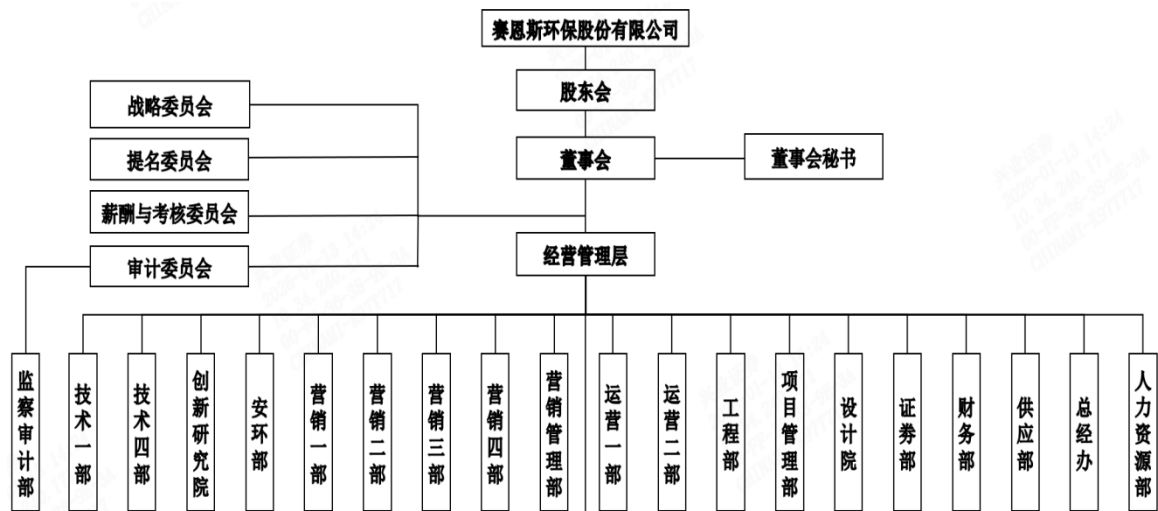 赛恩斯环保股份有限公司
股东会
董事会
董事会秘书
战略委员会
提名委员会
薪酬与考核委员会
审计委员会
经营管理层
监察审计部
技术一部
技术四部
创新研究院
安环部
营销一部
营销二部
营销三部
营销四部
营销管理部
运营一部
运营二部
工程部
项目管理部
设计院
证券部
财务部
供应部
总经办
人力资源部